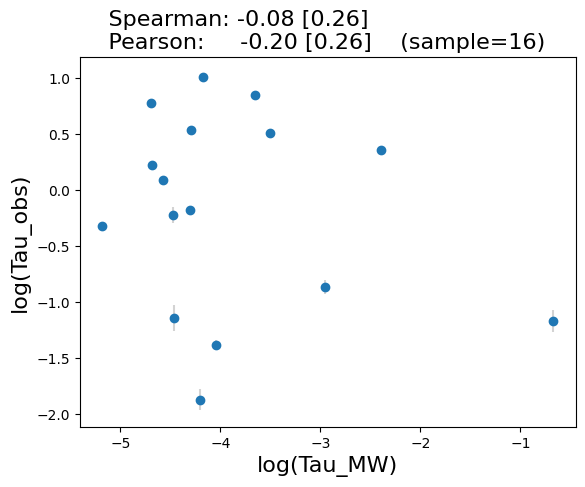 Spearman: -0.08 [0.26]
Pearson: -0.20 [0.26] (sample=16)
1.0
0.5
0.0
−0.5
−1.0
−1.5
−2.0
log(Tau_obs)
−5 −4 −3 −2 −1
log(Tau_MW)